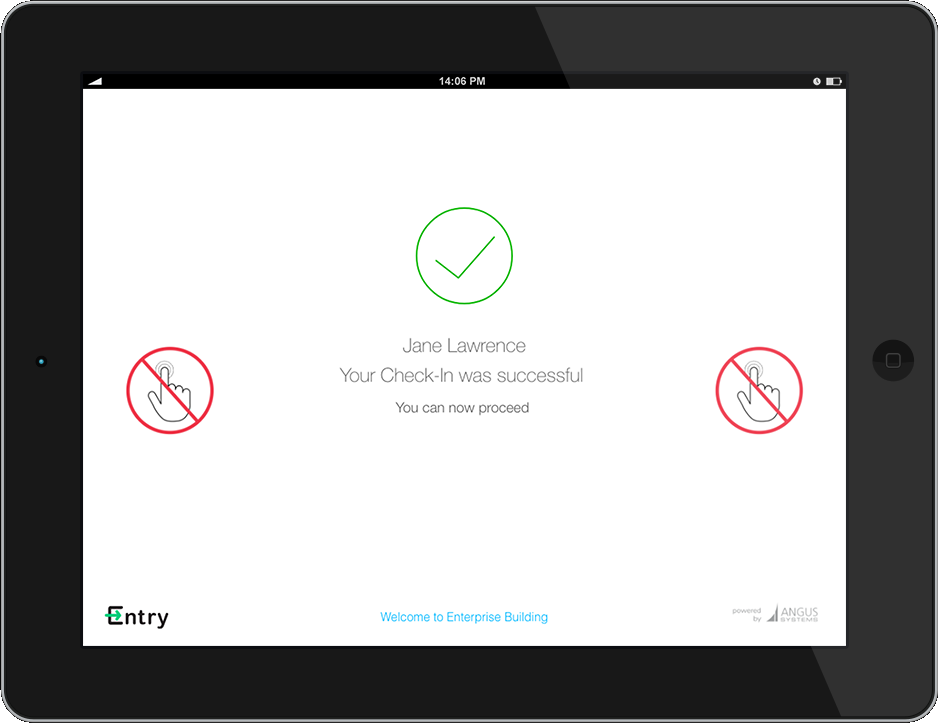 14:06 PM
Jane Lawrence
Your Check-In was successful
You can now proceed
Entry
Welcome to Enterprise Building
powered
by
ANGUS
SYSTEMS